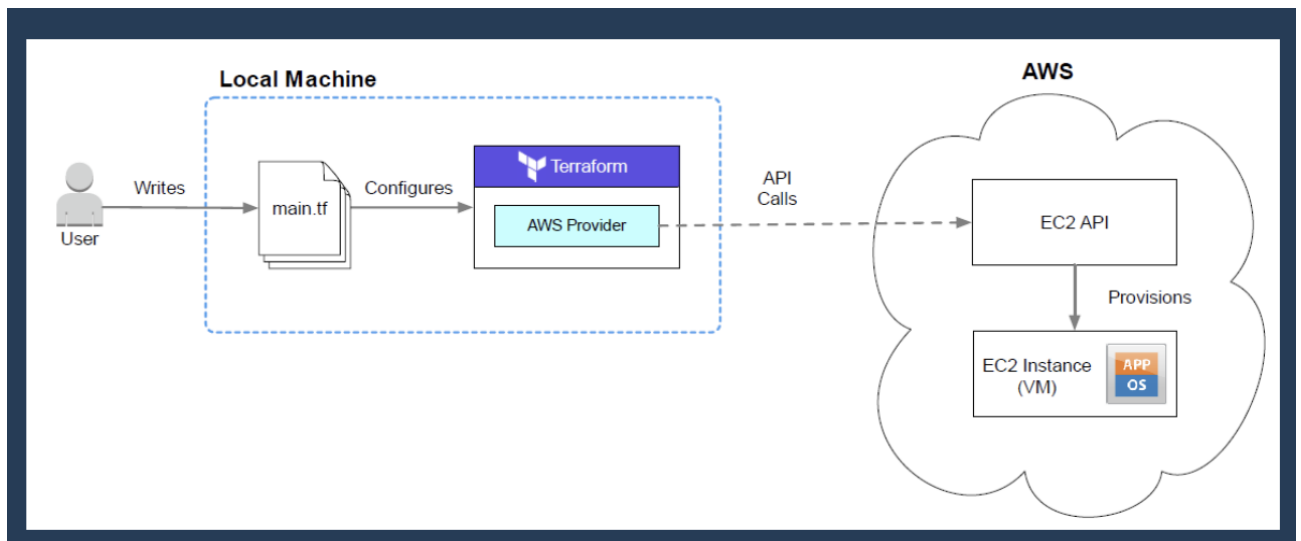 Local Machine
AWS
User
Writes
main.tf
Configures
Terraform
AWS Provider
API
Calls
EC2 API
Provisions
EC2 Instance
(VM)
APP
OS